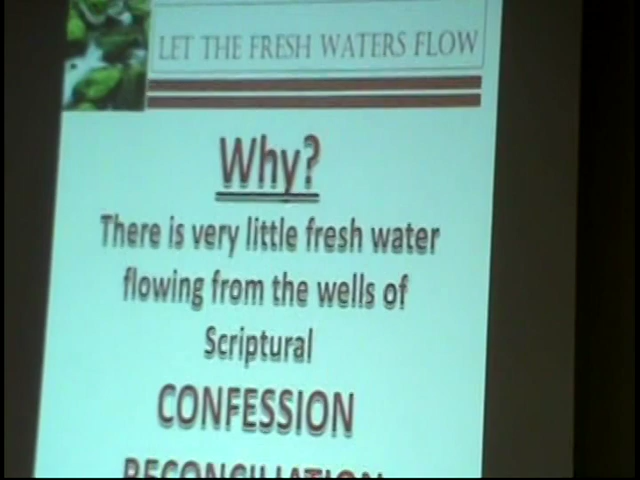 LET THE FRESH WATERS FLOW
Why?
There is very little fresh water
flowing from the wells of
Scriptural
CONFESSION
RECONCILIATION